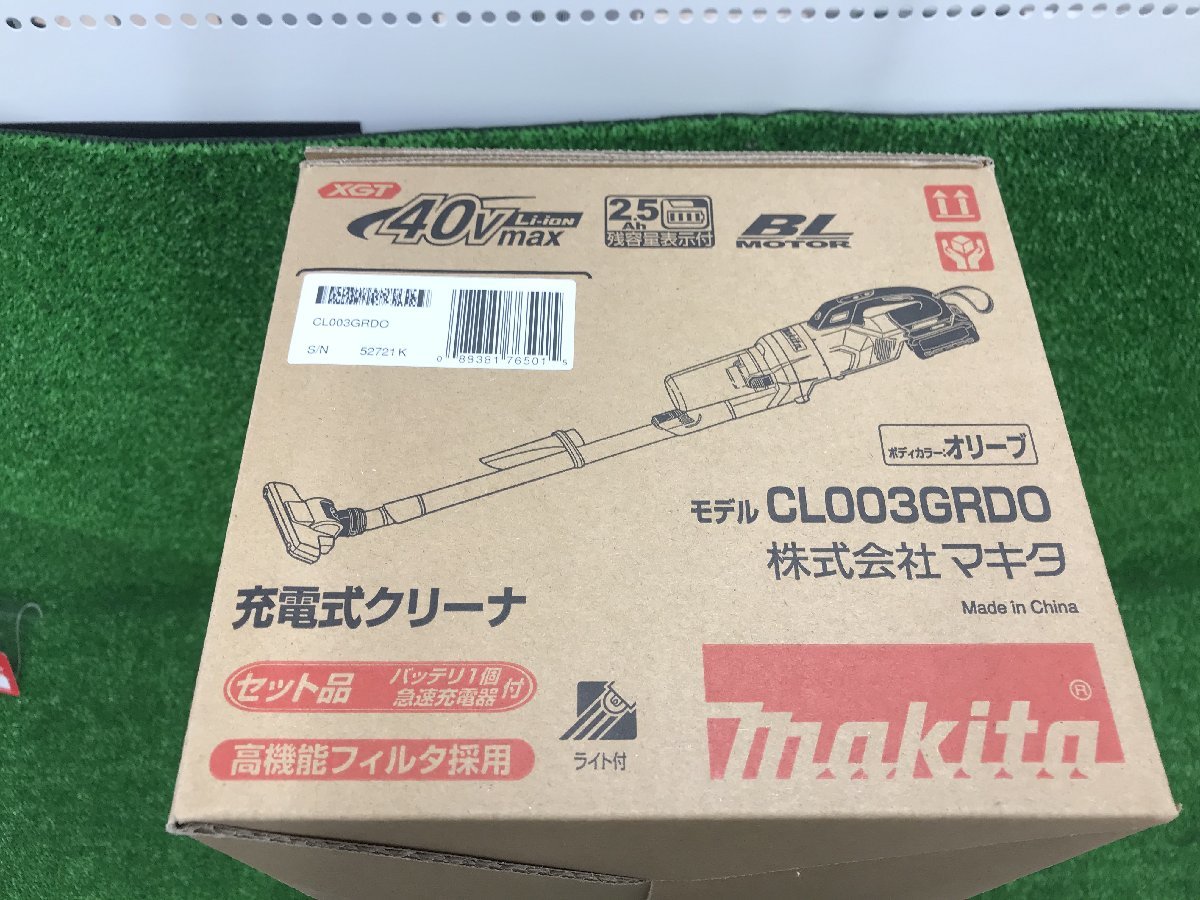 XGT
40Vmax Li-ion
2.5Ah
残容量表示付
BL
MOTOR
CL003GRDO
S/N 52721K
0 88381 76501 5
makita
ボディカラー:オリーブ
モデル CL003GRDO
株式会社マキタ
Made in China
充電式クリーナ
セット品 バッテリ1個 急速充電器 付
高機能フィルタ採用
ライト付
makita®